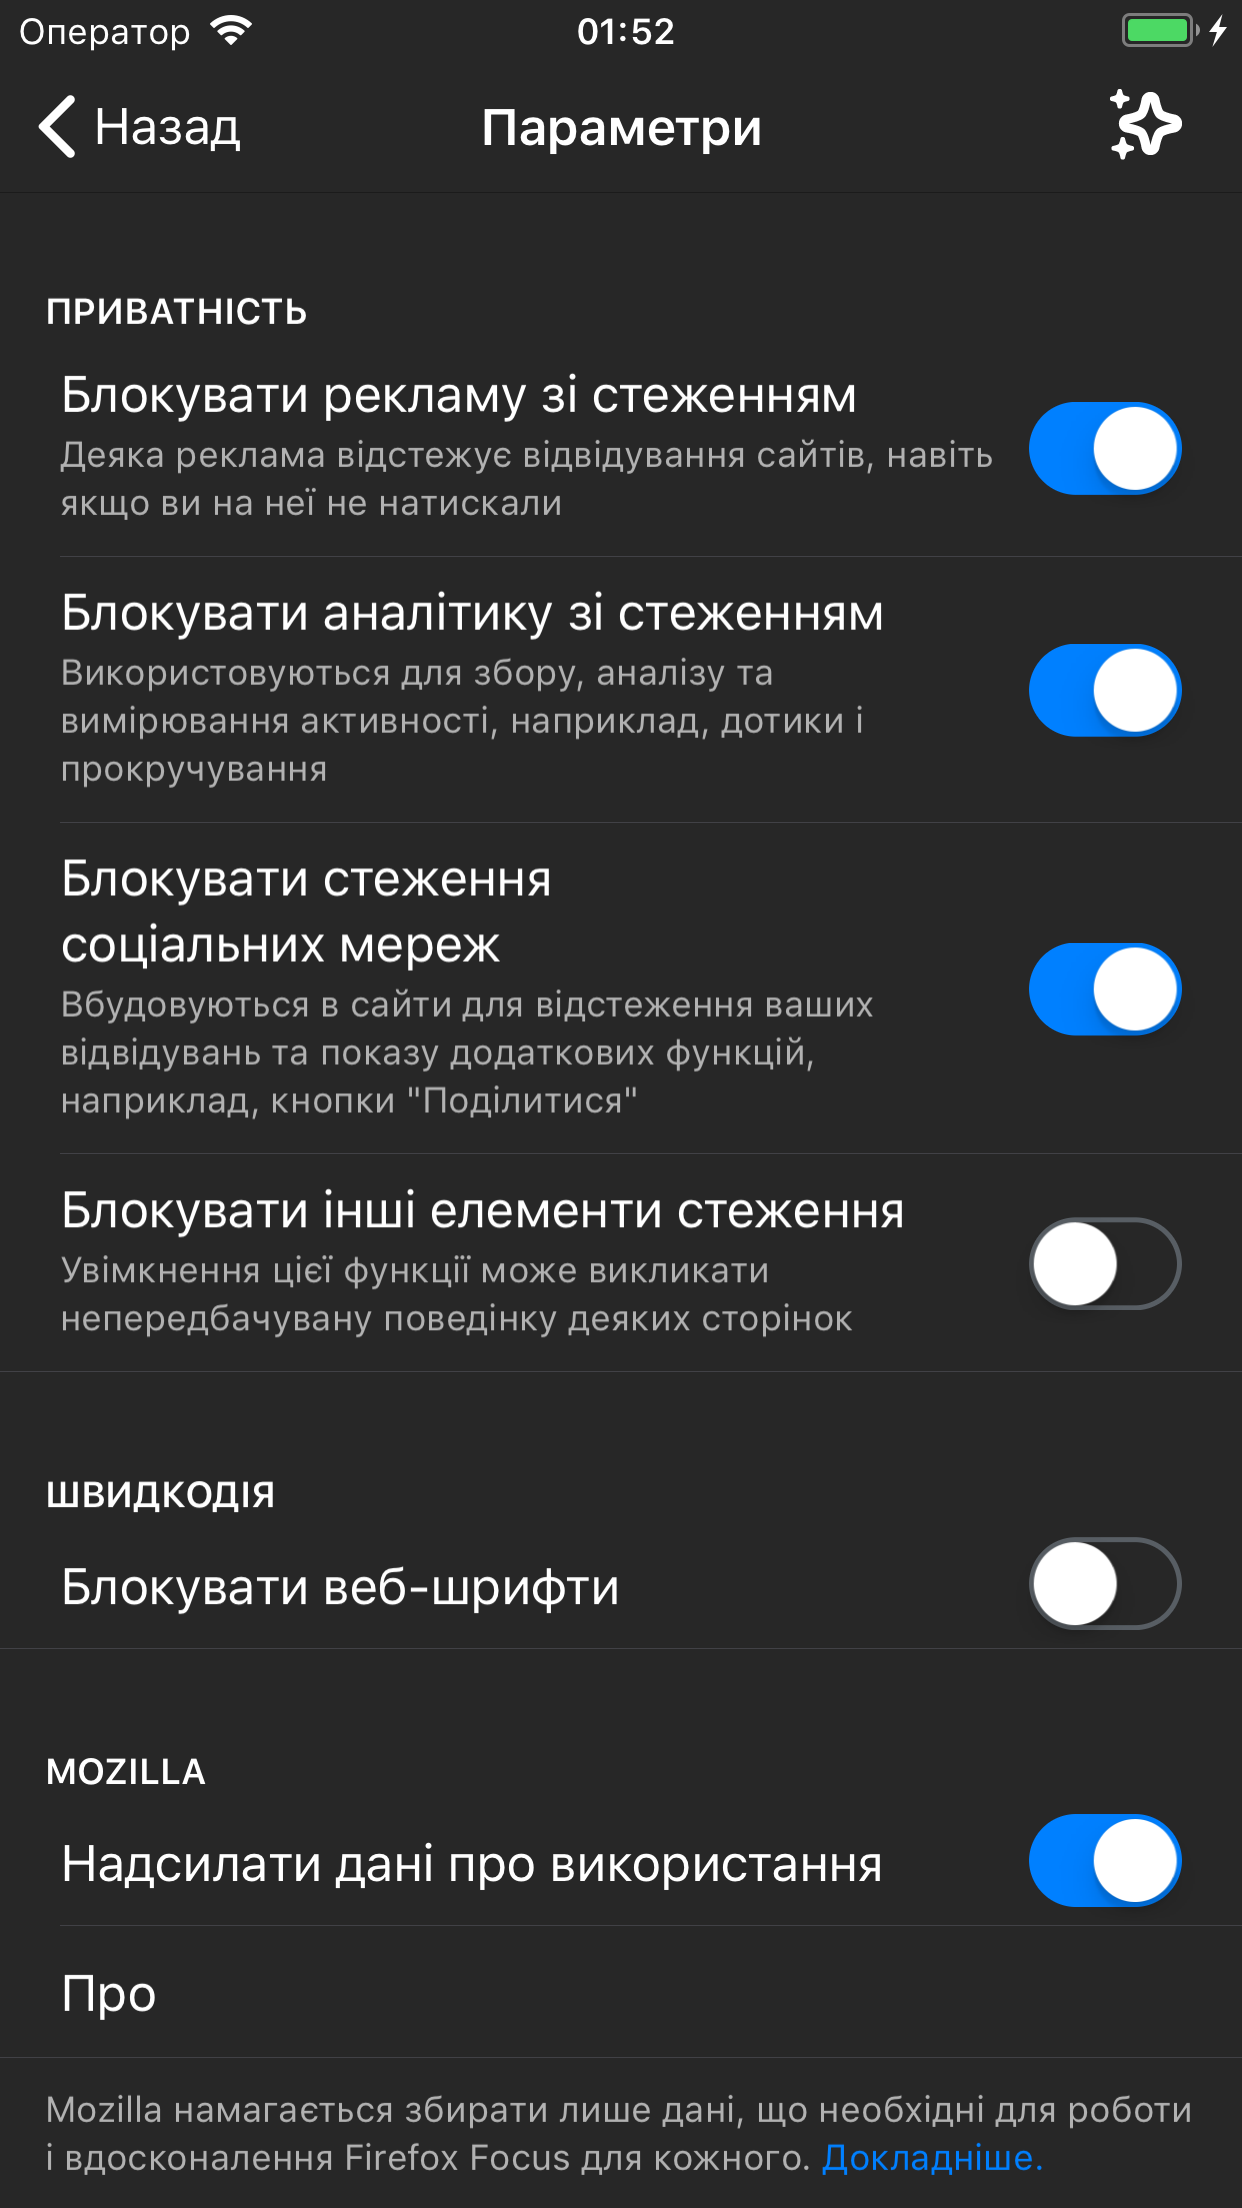 Оператор 01:52
Назад Параметри
ПРИВАТНІСТЬ
Блокувати рекламу зі стеженням
Деяка реклама відстежує відвідування сайтів, навіть
якщо ви на неї не натискали
Блокувати аналітику зі стеженням
Використовуються для збору, аналізу та
вимірювання активності, наприклад, дотики і
прокручування
Блокувати стеження
соціальних мереж
Вбудовуються в сайти для відстеження ваших
відвідувань та показу додаткових функцій,
наприклад, кнопки "Поділитися"
Блокувати інші елементи стеження
Увімкнення цієї функції може викликати
непередбачувану поведінку деяких сторінок
ШВИДКОДІЯ
Блокувати веб-шрифти
MOZILLA
Надсилати дані про використання
Про
Mozilla намагається збирати лише дані, що необхідні для роботи
і вдосконалення Firefox Focus для кожного. Докладніше.